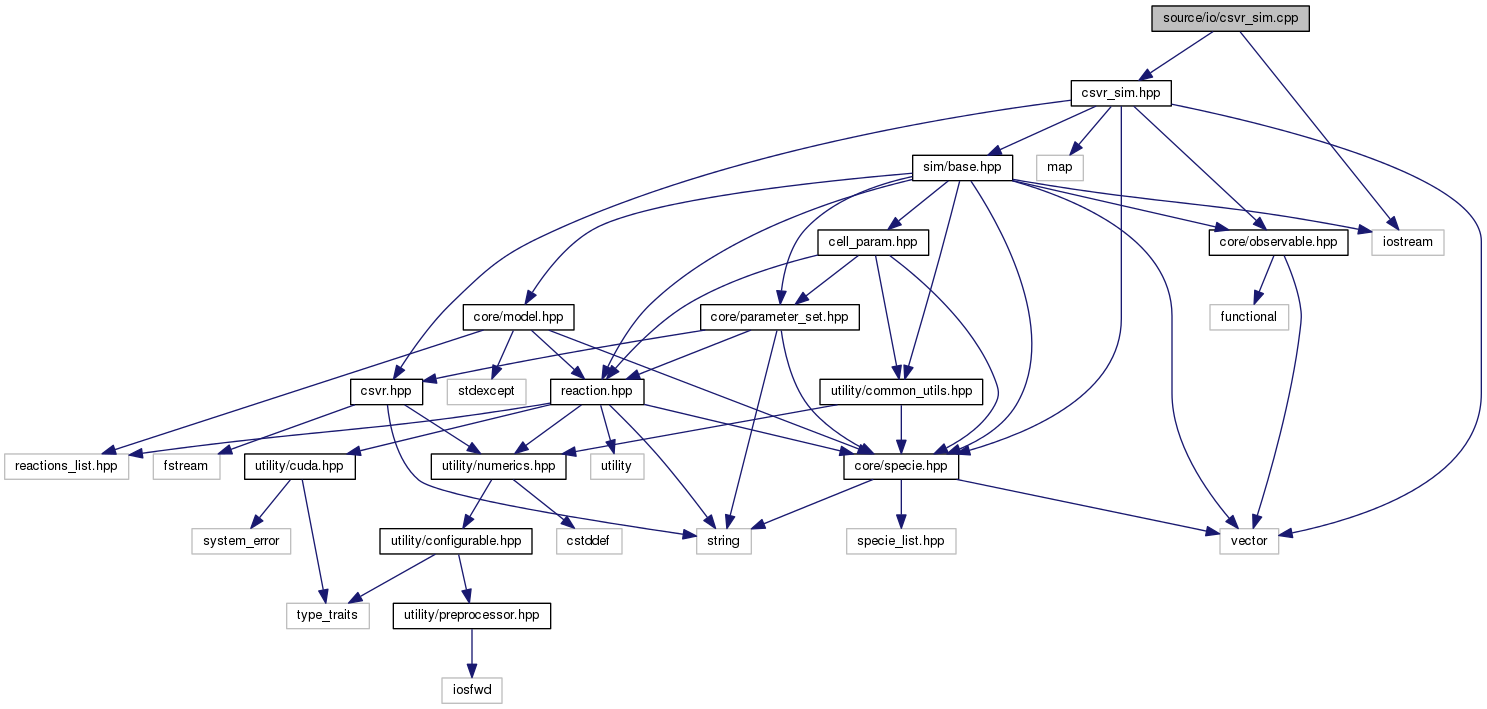 source/io/csvr_sim.cpp
csvr_sim.hpp
sim/base.hpp
map
cell_param.hpp
core/observable.hpp
iostream
core/model.hpp
core/parameter_set.hpp
functional
csvr.hpp
stdexcept
reaction.hpp
utility/common_utils.hpp
reactions_list.hpp
fstream
utility/cuda.hpp
utility/numerics.hpp
utility
core/specie.hpp
system_error
utility/configurable.hpp
cstddef
string
specie_list.hpp
vector
type_traits
utility/preprocessor.hpp
iosfwd